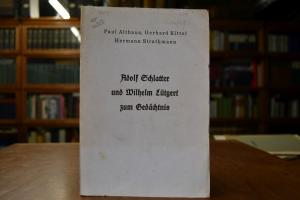 Paul Althaus, Gerhard Kittel
Hermann Strathmann
Adolf Schlatter
und Wilhelm Lütgert
zum Gedächtnis